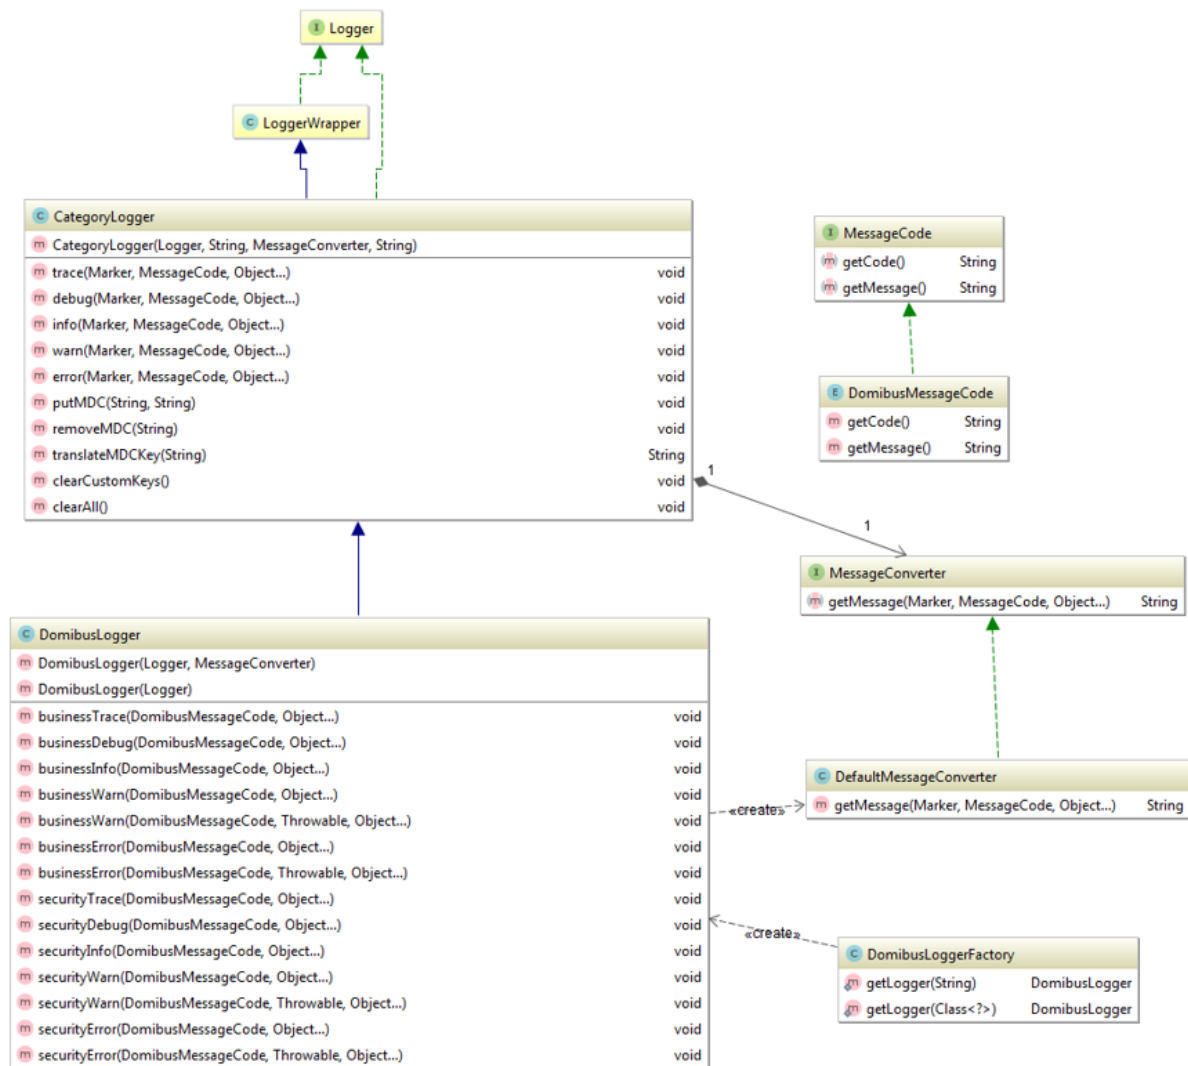 I Logger
C LoggerWrapper
C CategoryLogger
m CategoryLogger(Logger, String, MessageConverter, String)
m trace(Marker, MessageCode, Object...) void
m debug(Marker, MessageCode, Object...) void
m info(Marker, MessageCode, Object...) void
m warn(Marker, MessageCode, Object...) void
m error(Marker, MessageCode, Object...) void
m putMDC(String, String) void
m removeMDC(String) void
m translateMDCKey(String) String
m clearCustomKeys() void
m clearAll() void
I MessageCode
m getCode() String
m getMessage() String
E DomibusMessageCode
m getCode() String
m getMessage() String
1
1
I MessageConverter
m getMessage(Marker, MessageCode, Object...) String
C DomibusLogger
m DomibusLogger(Logger, MessageConverter)
m DomibusLogger(Logger)
m businessTrace(DomibusMessageCode, Object...) void
m businessDebug(DomibusMessageCode, Object...) void
m businessInfo(DomibusMessageCode, Object...) void
m businessWarn(DomibusMessageCode, Object...) void
m businessWarn(DomibusMessageCode, Throwable, Object...) void
m businessError(DomibusMessageCode, Object...) void
m businessError(DomibusMessageCode, Throwable, Object...) void
m securityTrace(DomibusMessageCode, Object...) void
m securityDebug(DomibusMessageCode, Object...) void
m securityInfo(DomibusMessageCode, Object...) void
m securityWarn(DomibusMessageCode, Object...) void
m securityWarn(DomibusMessageCode, Throwable, Object...) void
m securityError(DomibusMessageCode, Object...) void
m securityError(DomibusMessageCode, Throwable, Object...) void
«create»
C DefaultMessageConverter
m getMessage(Marker, MessageCode, Object...) String
«create»
C DomibusLoggerFactory
m getLogger(String) DomibusLogger
m getLogger(Class<?>) DomibusLogger